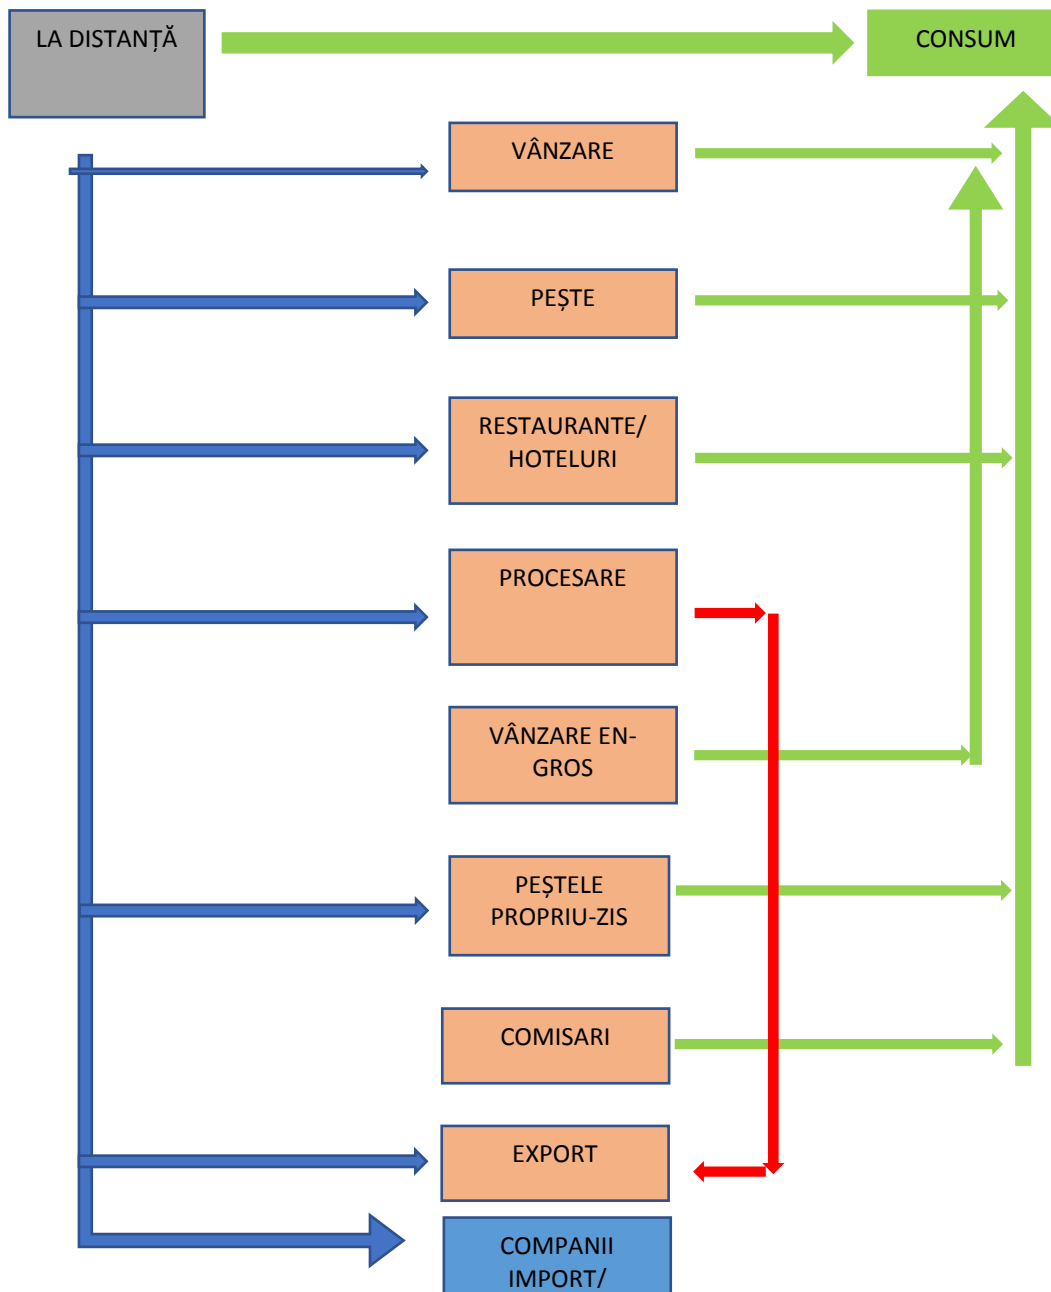 LA DISTANȚĂ
CONSUM
VÂNZARE
PEȘTE
RESTAURANTE/
HOTELURI
PROCESARE
VÂNZARE EN-
GROS
PEȘTELE
PROPRIU-ZIS
COMISARI
EXPORT
COMPANII
IMPORT/